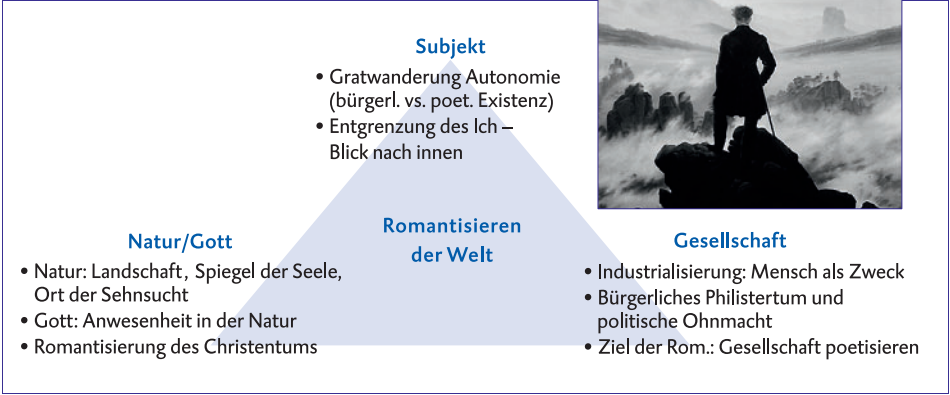 Subjekt
• Gratwanderung Autonomie
(bürgerl. vs. poet. Existenz)
• Entgrenzung des Ich –
Blick nach innen
Romantisieren
der Welt
Natur/Gott
• Natur: Landschaft, Spiegel der Seele,
Ort der Sehnsucht
• Gott: Anwesenheit in der Natur
• Romantisierung des Christentums
Gesellschaft
• Industrialisierung: Mensch als Zweck
• Bürgerliches Philistertum und
politische Ohnmacht
• Ziel der Rom.: Gesellschaft poetisieren